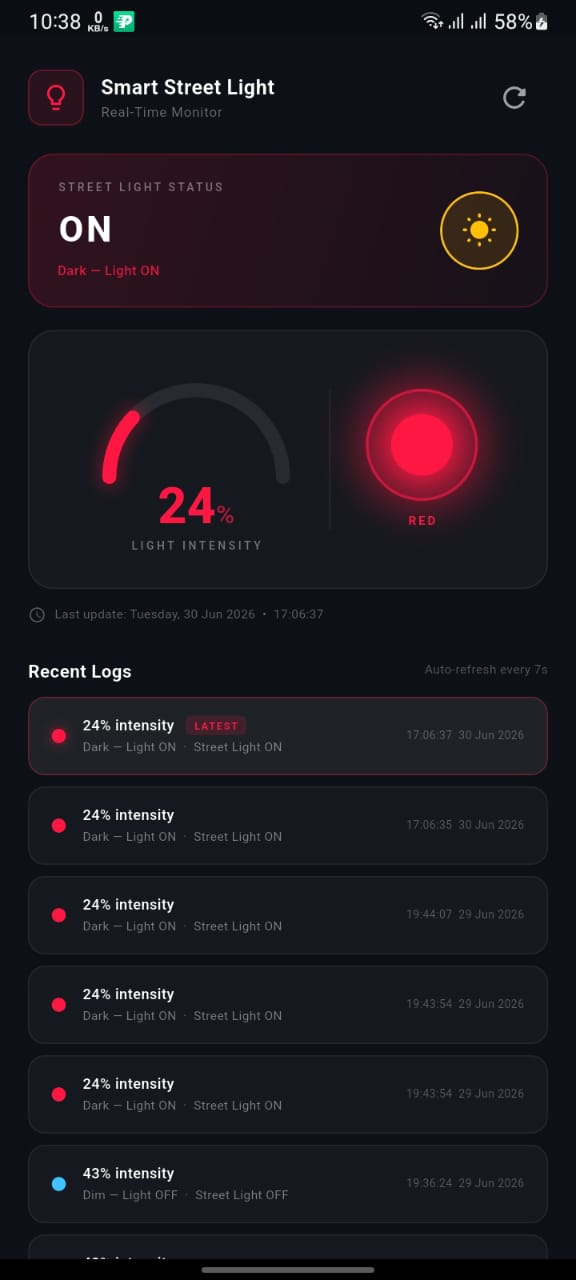 10:38 0 KB/s 58%
Smart Street Light
Real-Time Monitor
STREET LIGHT STATUS
ON
Dark — Light ON
24%
LIGHT INTENSITY
RED
Last update: Tuesday, 30 Jun 2026 • 17:06:37
Recent Logs
Auto-refresh every 7s
24% intensity LATEST
Dark — Light ON · Street Light ON
17:06:37 30 Jun 2026
24% intensity
Dark — Light ON · Street Light ON
17:06:35 30 Jun 2026
24% intensity
Dark — Light ON · Street Light ON
19:44:07 29 Jun 2026
24% intensity
Dark — Light ON · Street Light ON
19:43:54 29 Jun 2026
24% intensity
Dark — Light ON · Street Light ON
19:43:54 29 Jun 2026
43% intensity
Dim — Light OFF · Street Light OFF
19:36:24 29 Jun 2026